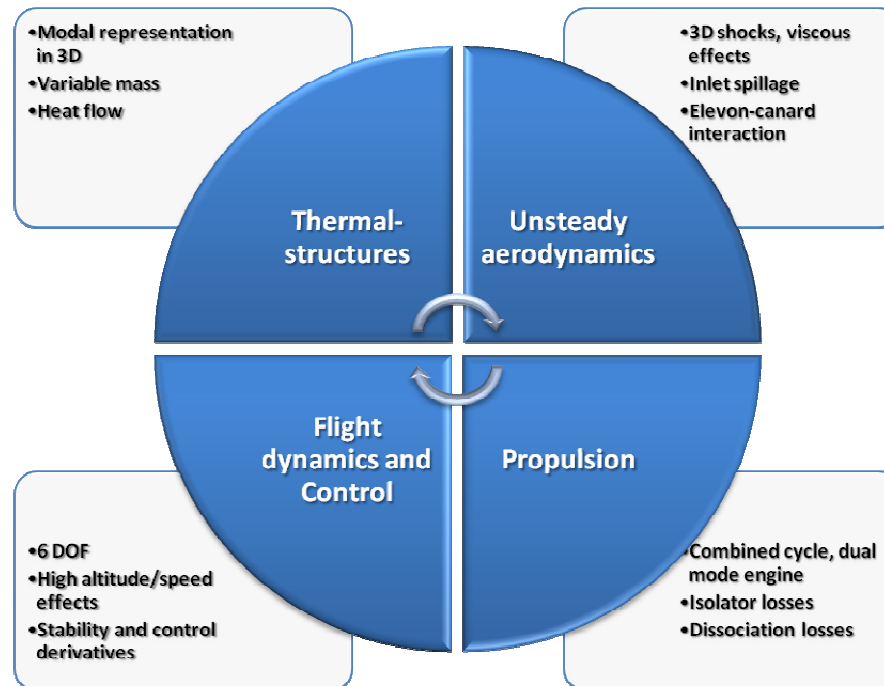 •Modal representation
in 3D
•Variable mass
•Heat flow
•3D shocks, viscous
effects
•Inlet spillage
•Elevon-canard
interaction
Thermal-
structures
Unsteady
aerodynamics
Flight
dynamics and
Control
Propulsion
•6 DOF
•High altitude/speed
effects
•Stability and control
derivatives
•Combined cycle, dual
mode engine
•Isolator losses
•Dissociation losses